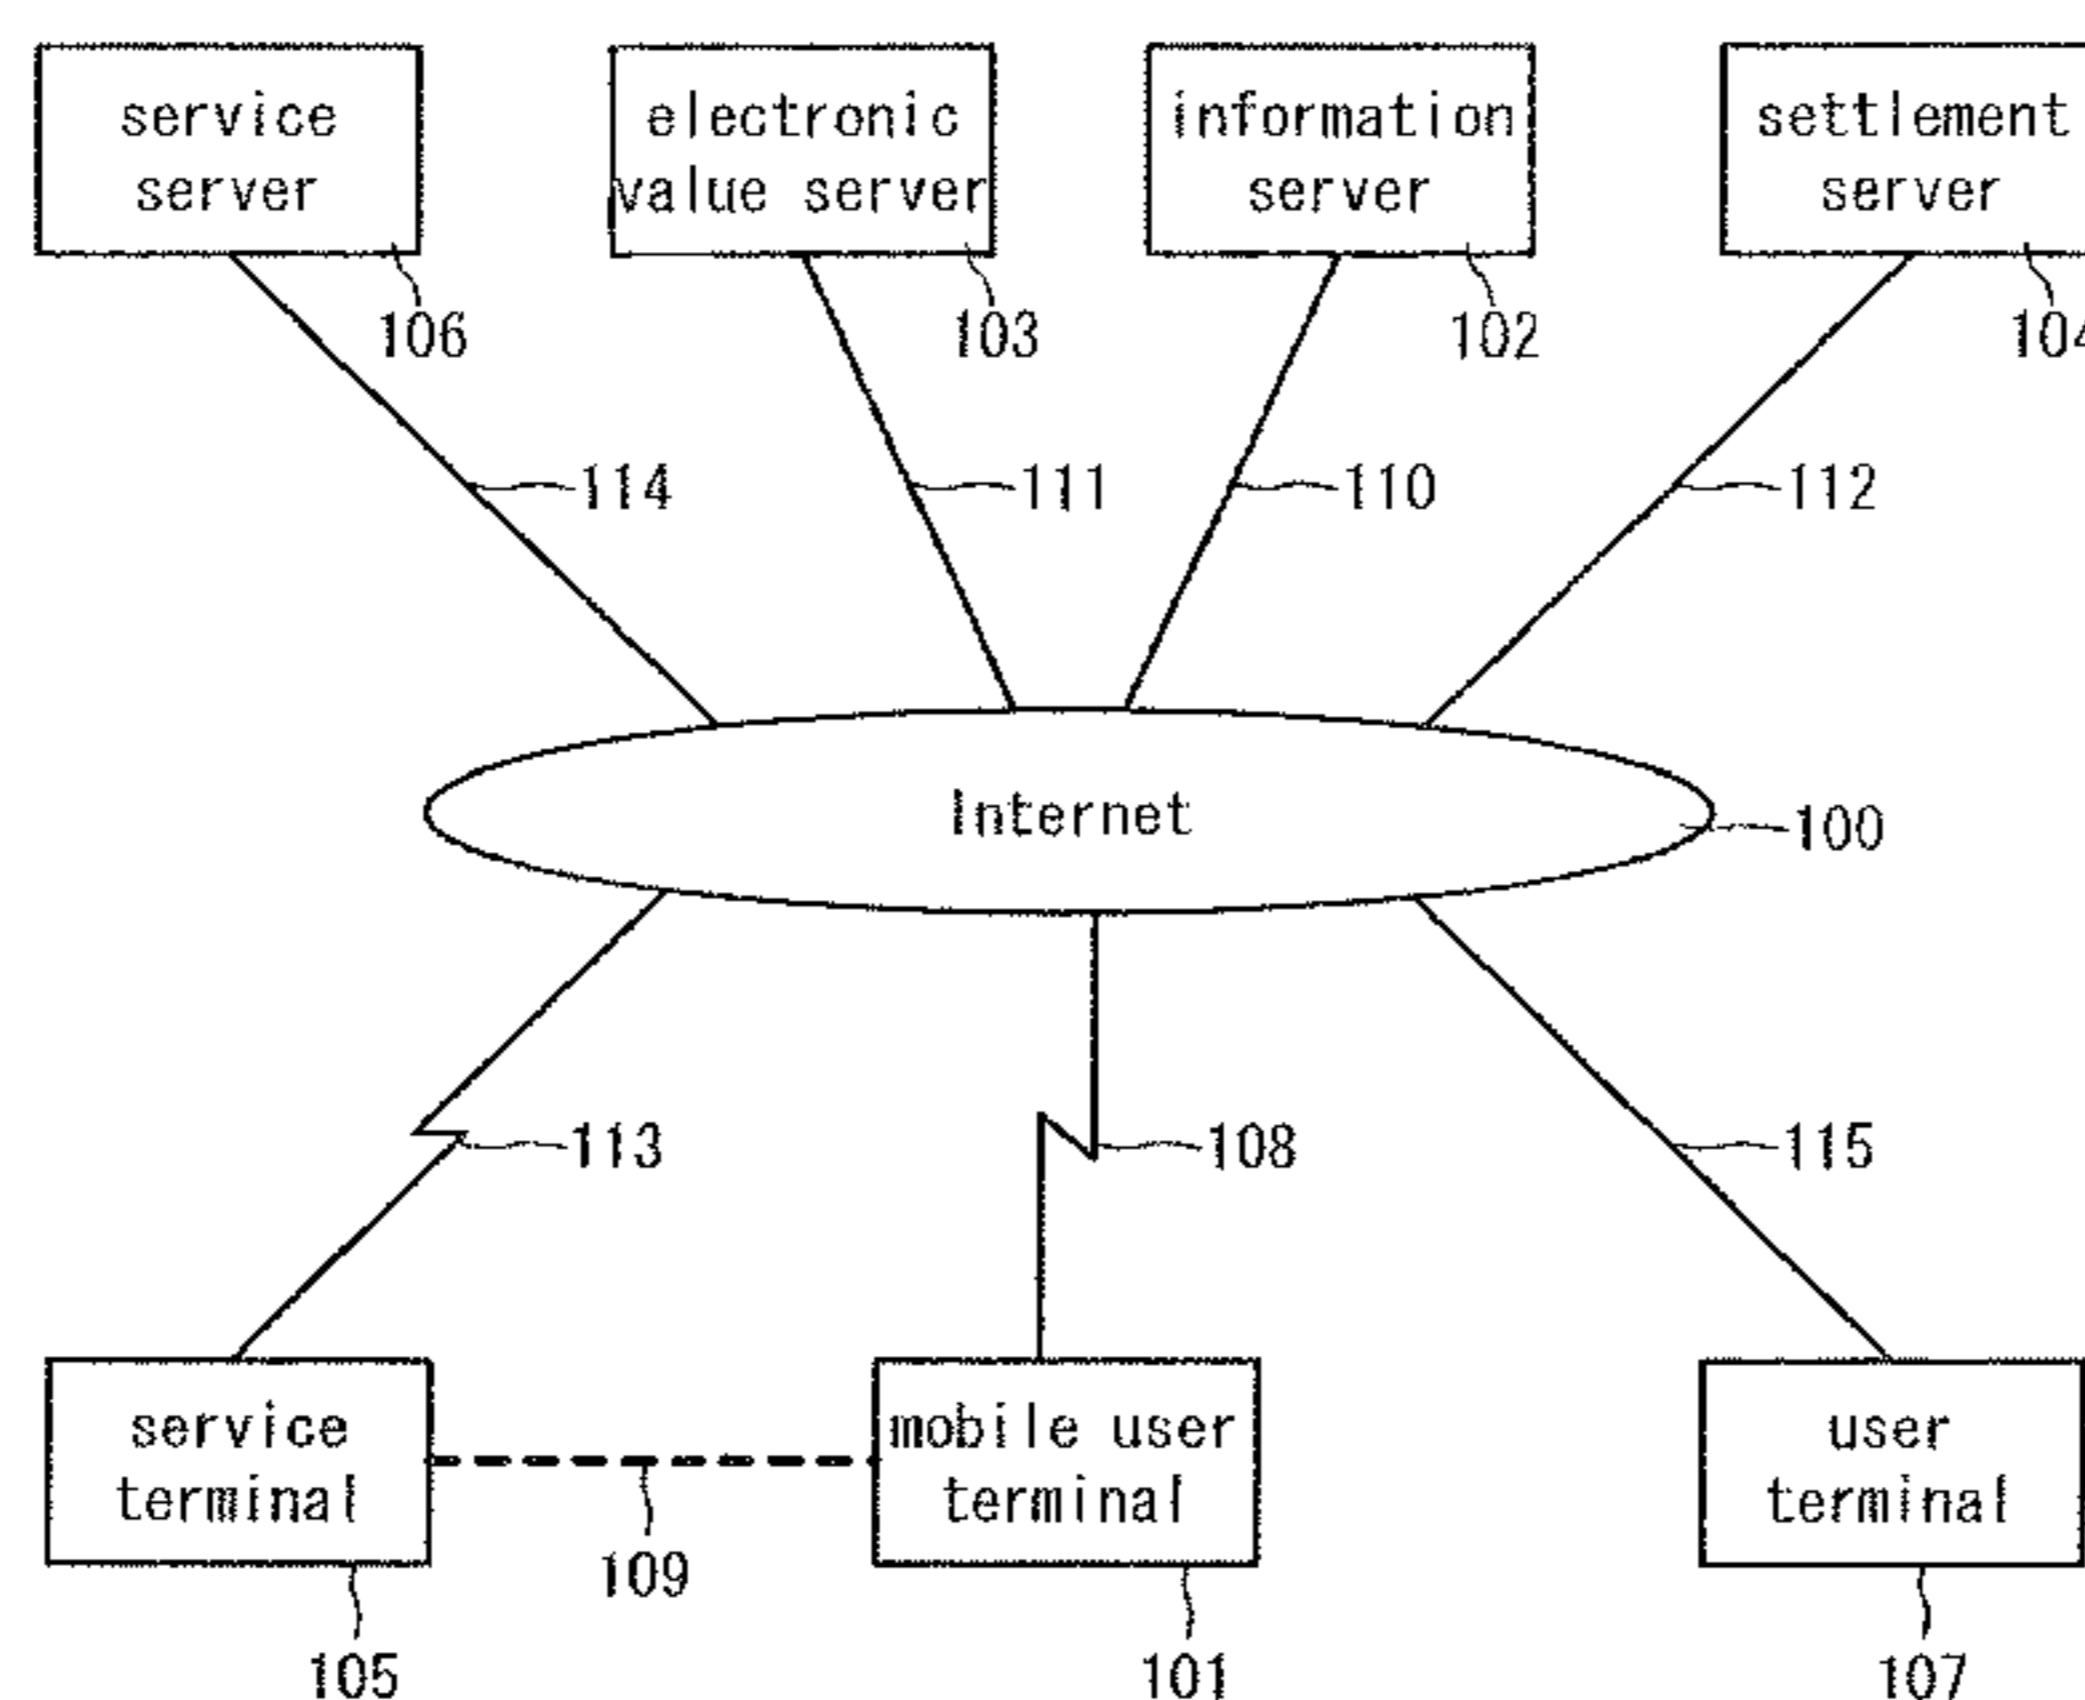 service
server
electronic
value server
information
server
settlement
server
106
103
102
104
114
111
110
112
Internet
100
113
108
115
service
terminal
mobile user
terminal
user
terminal
109
105
101
107